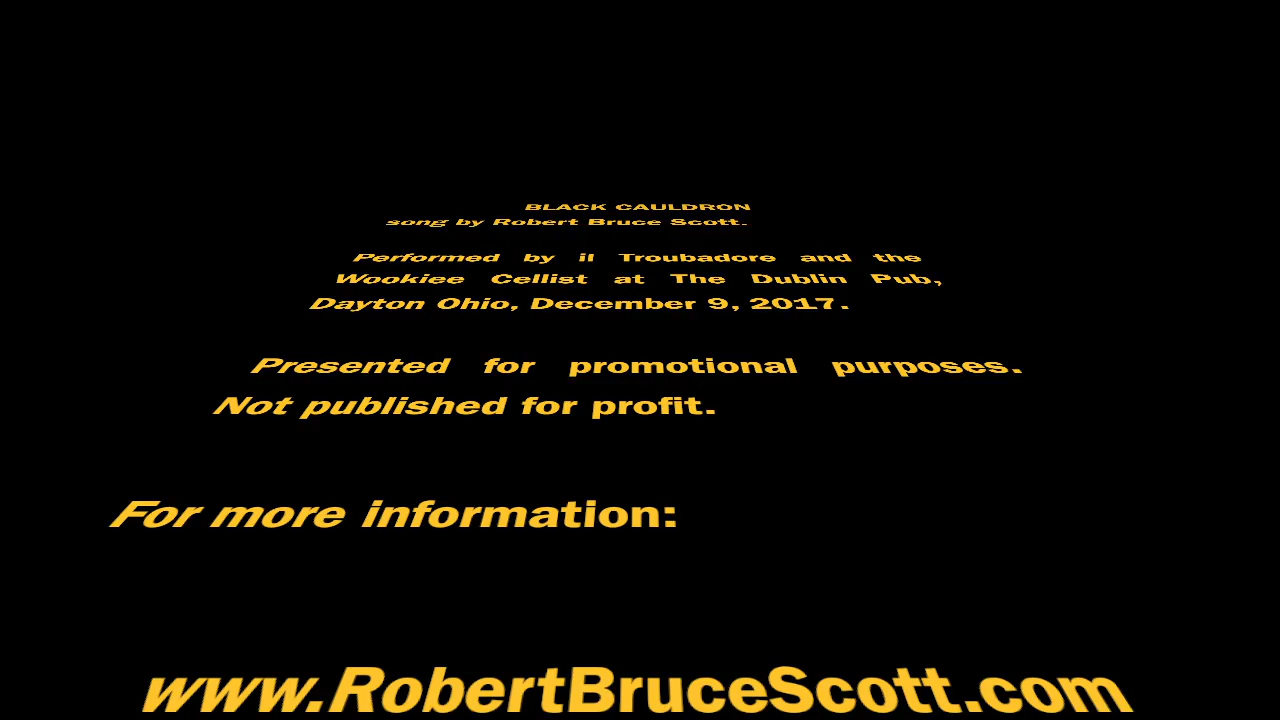 BLACK CAULDRON
song by Robert Bruce Scott.
Performed by il Troubadore and the
Wookiee Cellist at The Dublin Pub,
Dayton Ohio, December 9, 2017.
Presented for promotional purposes.
Not published for profit.
For more information:
www.RobertBruceScott.com